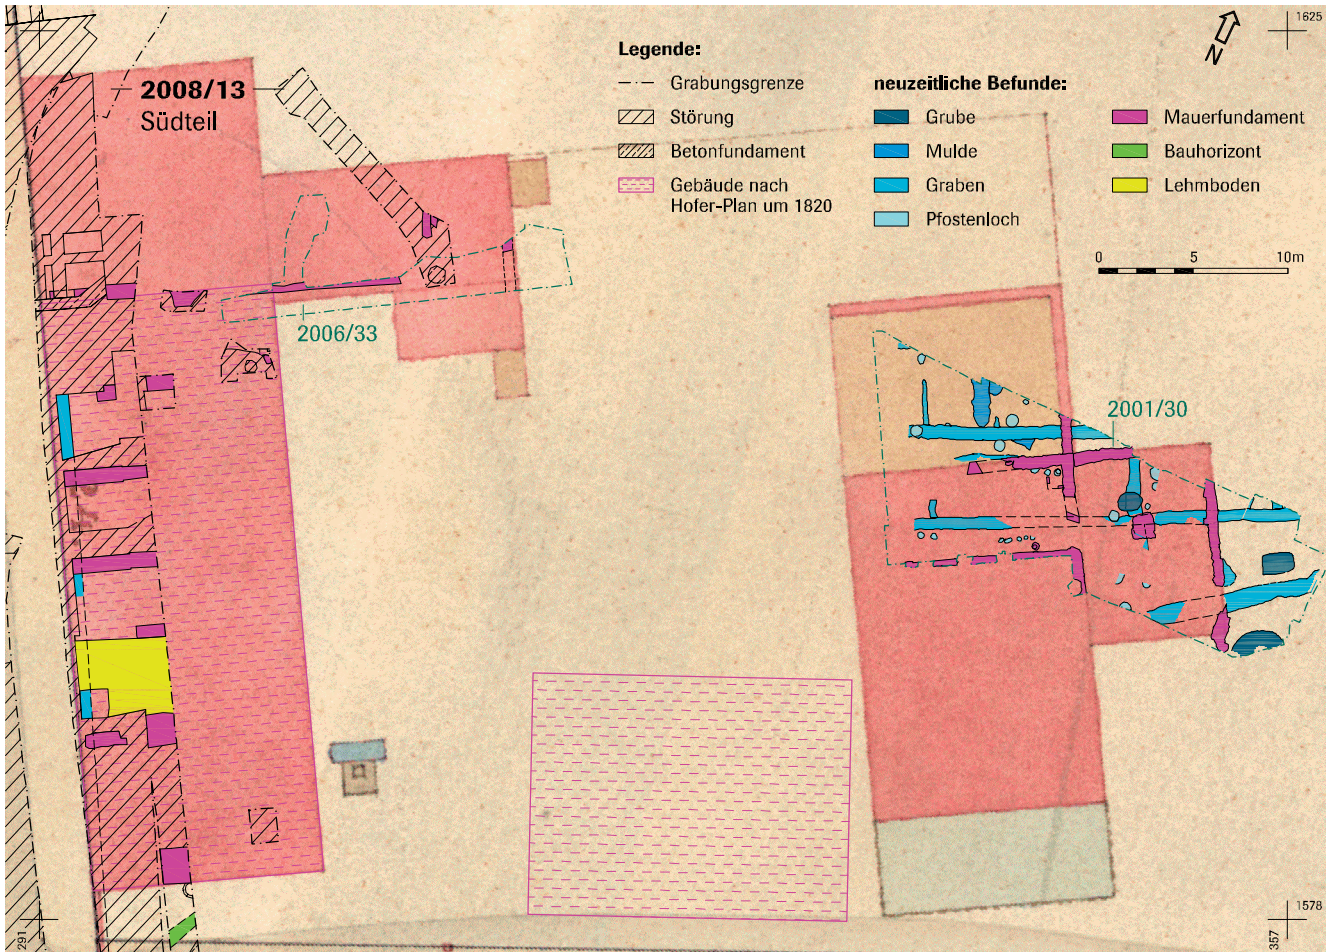 Legende:
Grabungsgrenze
Störung
Betonfundament
Gebäude nach
Hofer-Plan um 1820
neuzeitliche Befunde:
Grube
Mulde
Graben
Pfostenloch
Mauerfundament
Bauhorizont
Lehmboden
0 5 10m
N
1625
2008/13
Südteil
2006/33
2001/30
1578
291
357